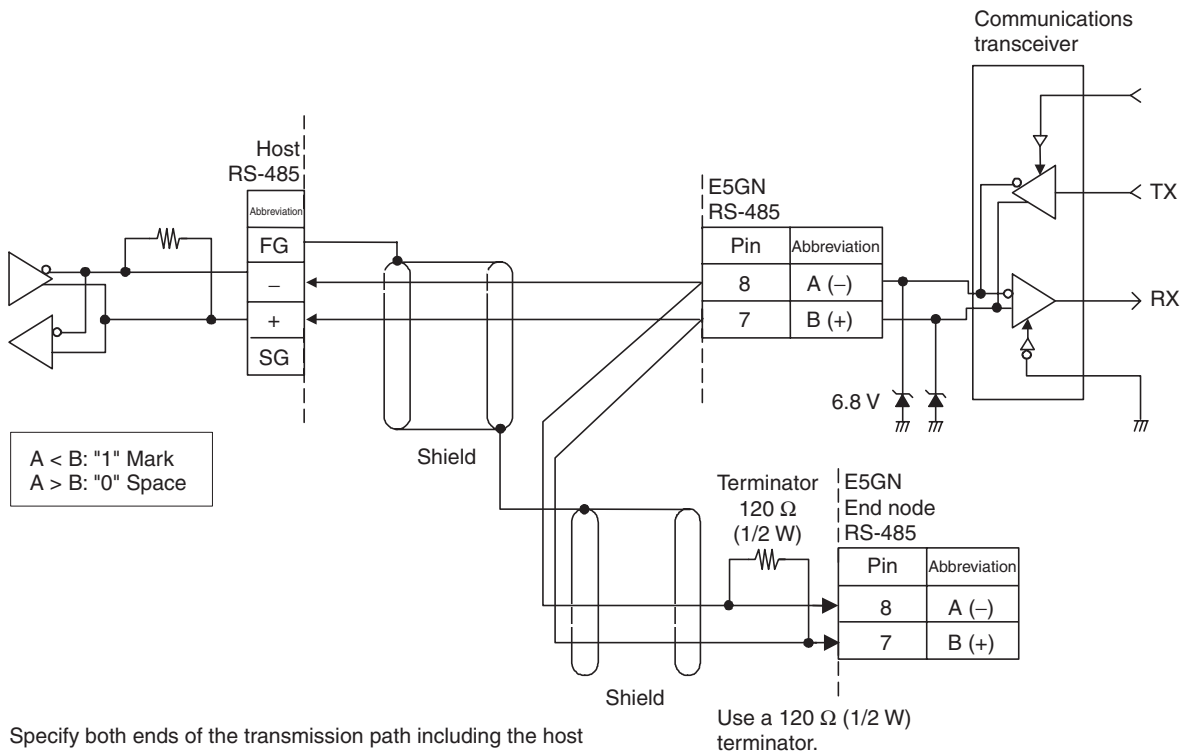 Communications
transceiver
Host
RS-485
Abbreviation
FG
−
+
SG
E5GN
RS-485
Pin Abbreviation
8 A (−)
7 B (+)
TX
RX
6.8 V
A < B: "1" Mark
A > B: "0" Space
Shield
Terminator
120 Ω
(1/2 W)
E5GN
End node
RS-485
Pin Abbreviation
8 A (−)
7 B (+)
Shield
Use a 120 Ω (1/2 W)
terminator.
Specify both ends of the transmission path including the host